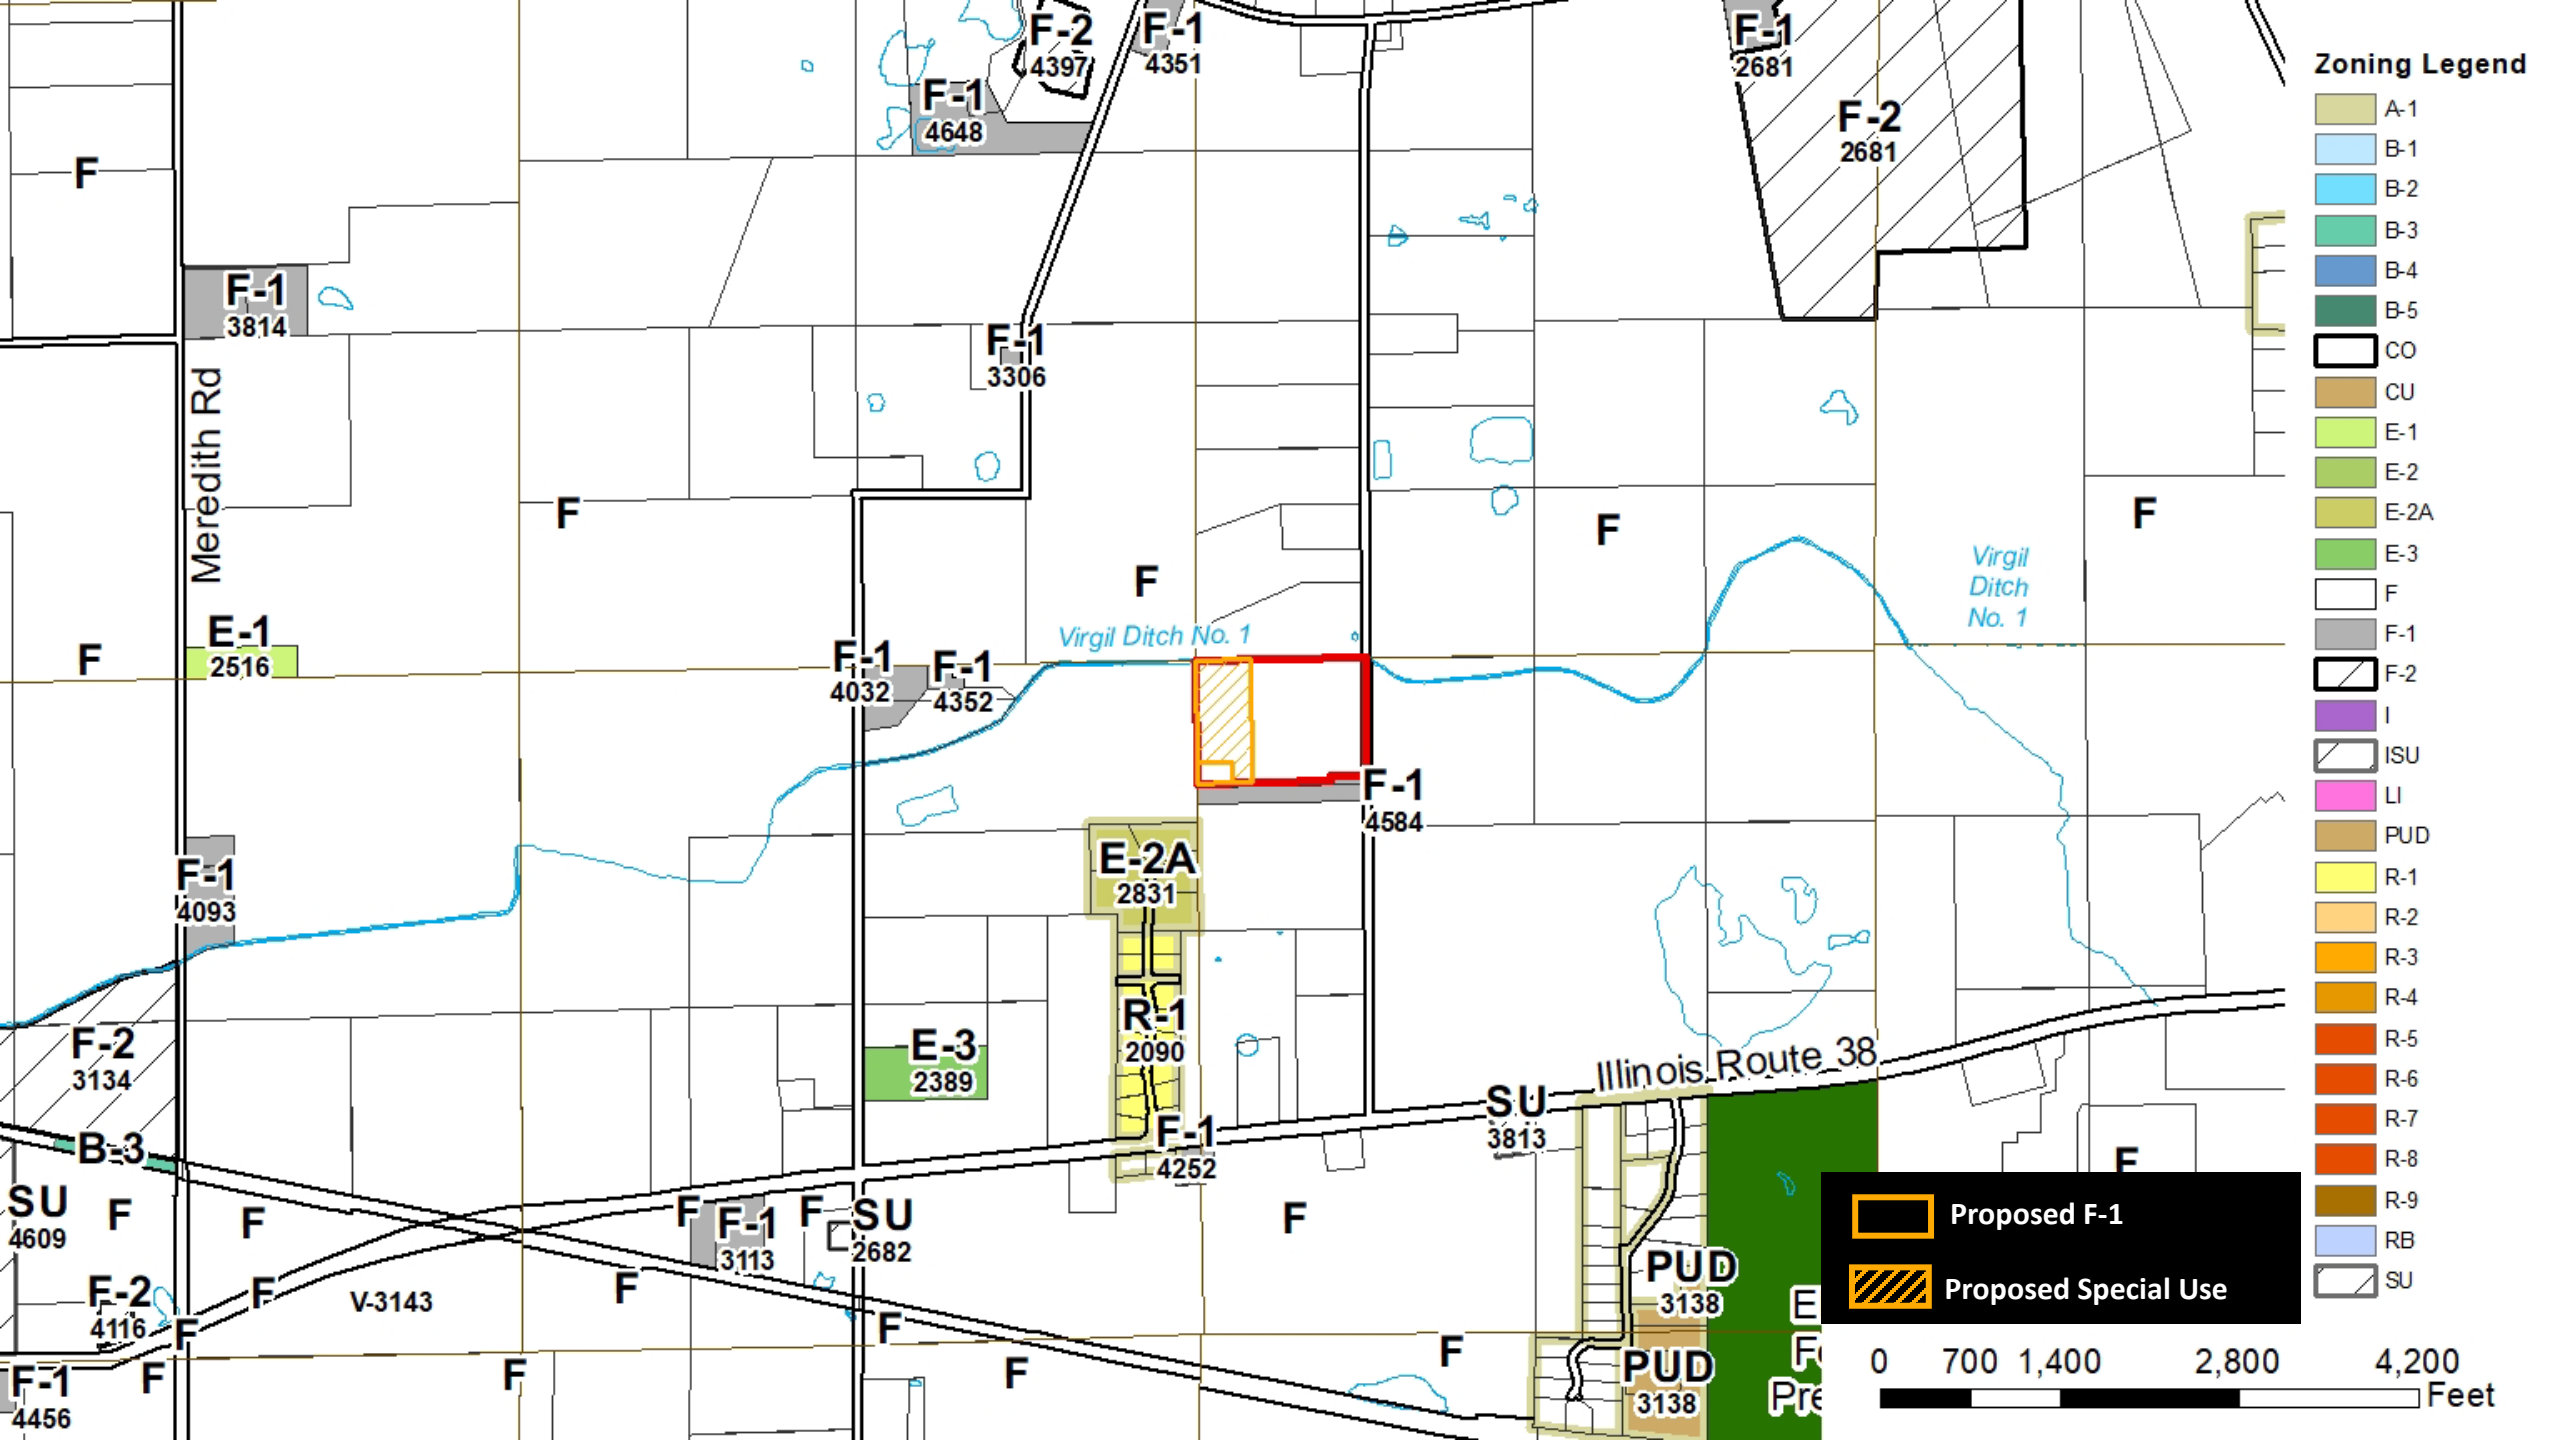 F-2
4397
F-1
4351
F-1
2681
F-1
4648
F-2
2681
F
F-1
3814
F-1
3306
Meredith Rd
F
F
F
F
Virgil
Ditch
No. 1
Virgil Ditch No. 1
E-1
2516
F
F-1
4032
F-1
4352
F-1
4584
E-2A
2831
F-1
4093
R-1
2090
F-2
3134
E-3
2389
Illinois Route 38
SU
3813
F-1
4252
B-3
F
SU
4609
F
F
F
F-1
3113
F
SU
2682
F
PUD
3138
F-2
4116
F
V-3143
F
F
F
F
PUD
3138
F-1
4456
F
F
F
E
Pre
Zoning Legend
A-1
B-1
B-2
B-3
B-4
B-5
CO
CU
E-1
E-2
E-2A
E-3
F
F-1
F-2
I
ISU
LI
PUD
R-1
R-2
R-3
R-4
R-5
R-6
R-7
R-8
R-9
RB
SU
Proposed F-1
Proposed Special Use
0 700 1,400 2,800 4,200
Feet